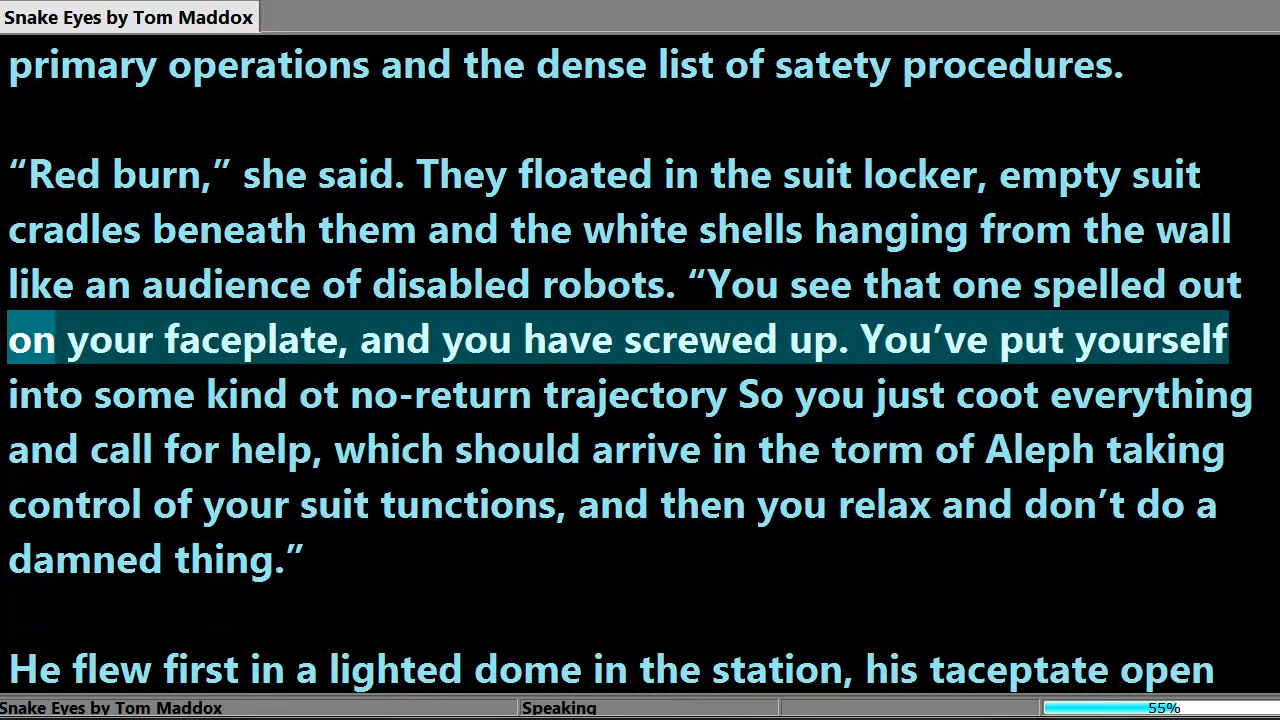 Snake Eyes by Tom Maddox
primary operations and the dense list of satety procedures.
“Red burn,” she said. They floated in the suit locker, empty suit
cradles beneath them and the white shells hanging from the wall
like an audience of disabled robots. “You see that one spelled out
on your faceplate, and you have screwed up. You’ve put yourself
into some kind ot no-return trajectory So you just coot everything
and call for help, which should arrive in the torm of Aleph taking
control of your suit tunctions, and then you relax and don’t do a
damned thing.”
He flew first in a lighted dome in the station, his taceptate open
Snake Eyes by Tom Maddox
Speaking
55%